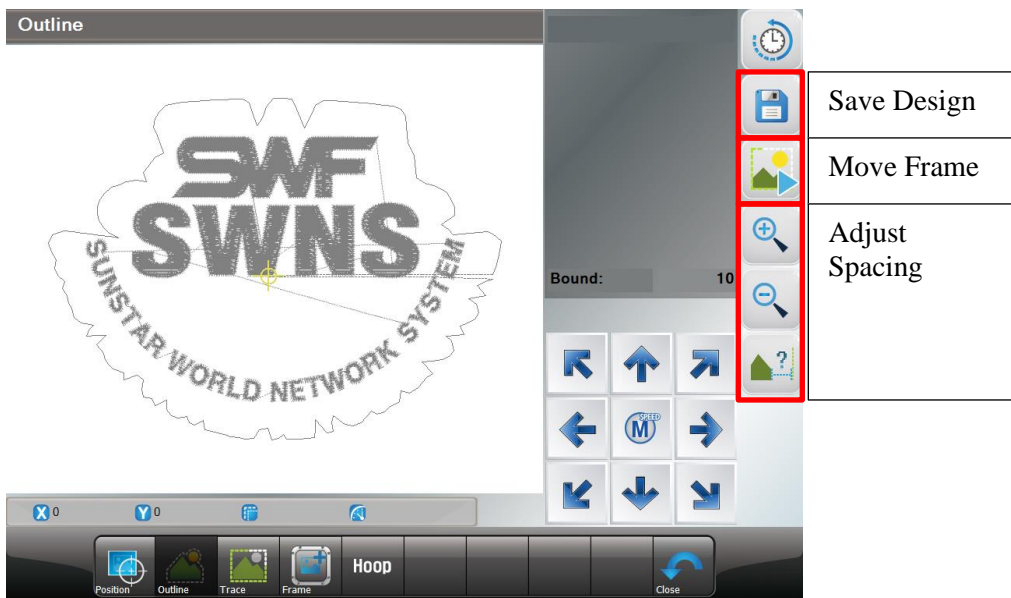 Outline
Save Design
Move Frame
Adjust
Spacing
SWF
SWNS
SUNSTAR WORLD NETWORK SYSTEM
Bound: 10
?
SPEED
M
X 0 Y 0
Position Outline Trace Frame Hoop Close